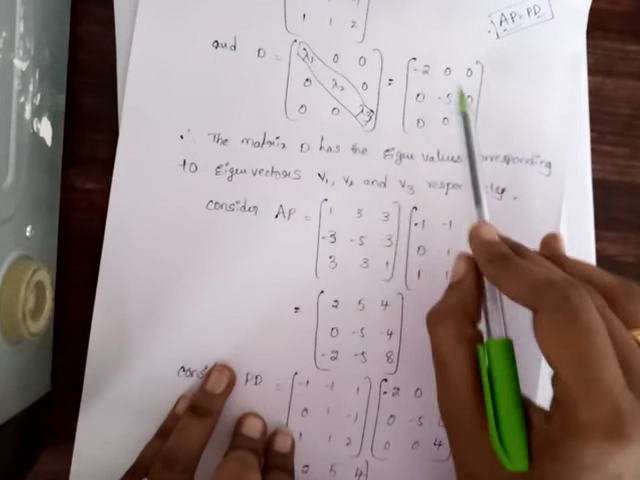 1 1 2
AP = PD
and D = [λ₁ 0 0 = [-2 0 0
0 λ₂ 0 0 -5 0
0 0 λ3] 0 0
∴ The matrix D has the Eigen values corresponding
to Eigen vectors V₁, V₂ and V3 respectively.
consider AP = [1 3 3] [-1 -1
-3 -5 -3 0 1
3 3 1 1
= [2 5 4]
0 -5 -4
-2 -5 8
PD = [-1 -1 1] [-2 0
0 1 -1 0 -5
1 1 2 0 0 4
2 5 4